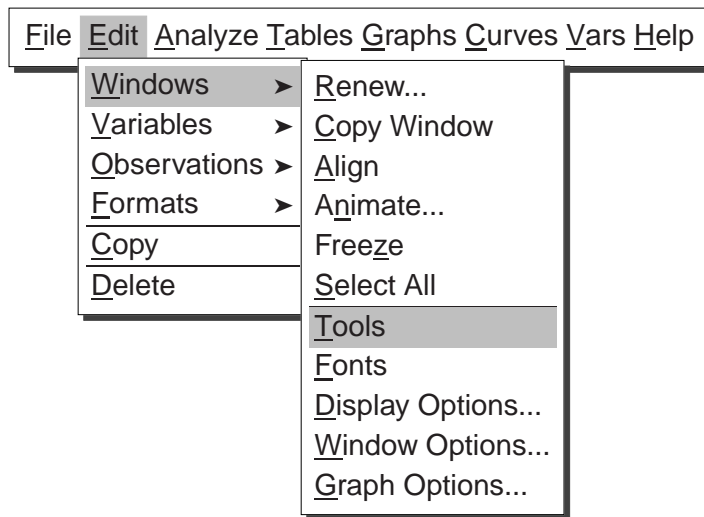 File Edit Analyze Tables Graphs Curves Vars Help
Windows ➤
Variables ➤
Observations ➤
Formats ➤
Copy
Delete
Renew...
Copy Window
Align
Animate...
Freeze
Select All
Tools
Fonts
Display Options...
Window Options...
Graph Options...